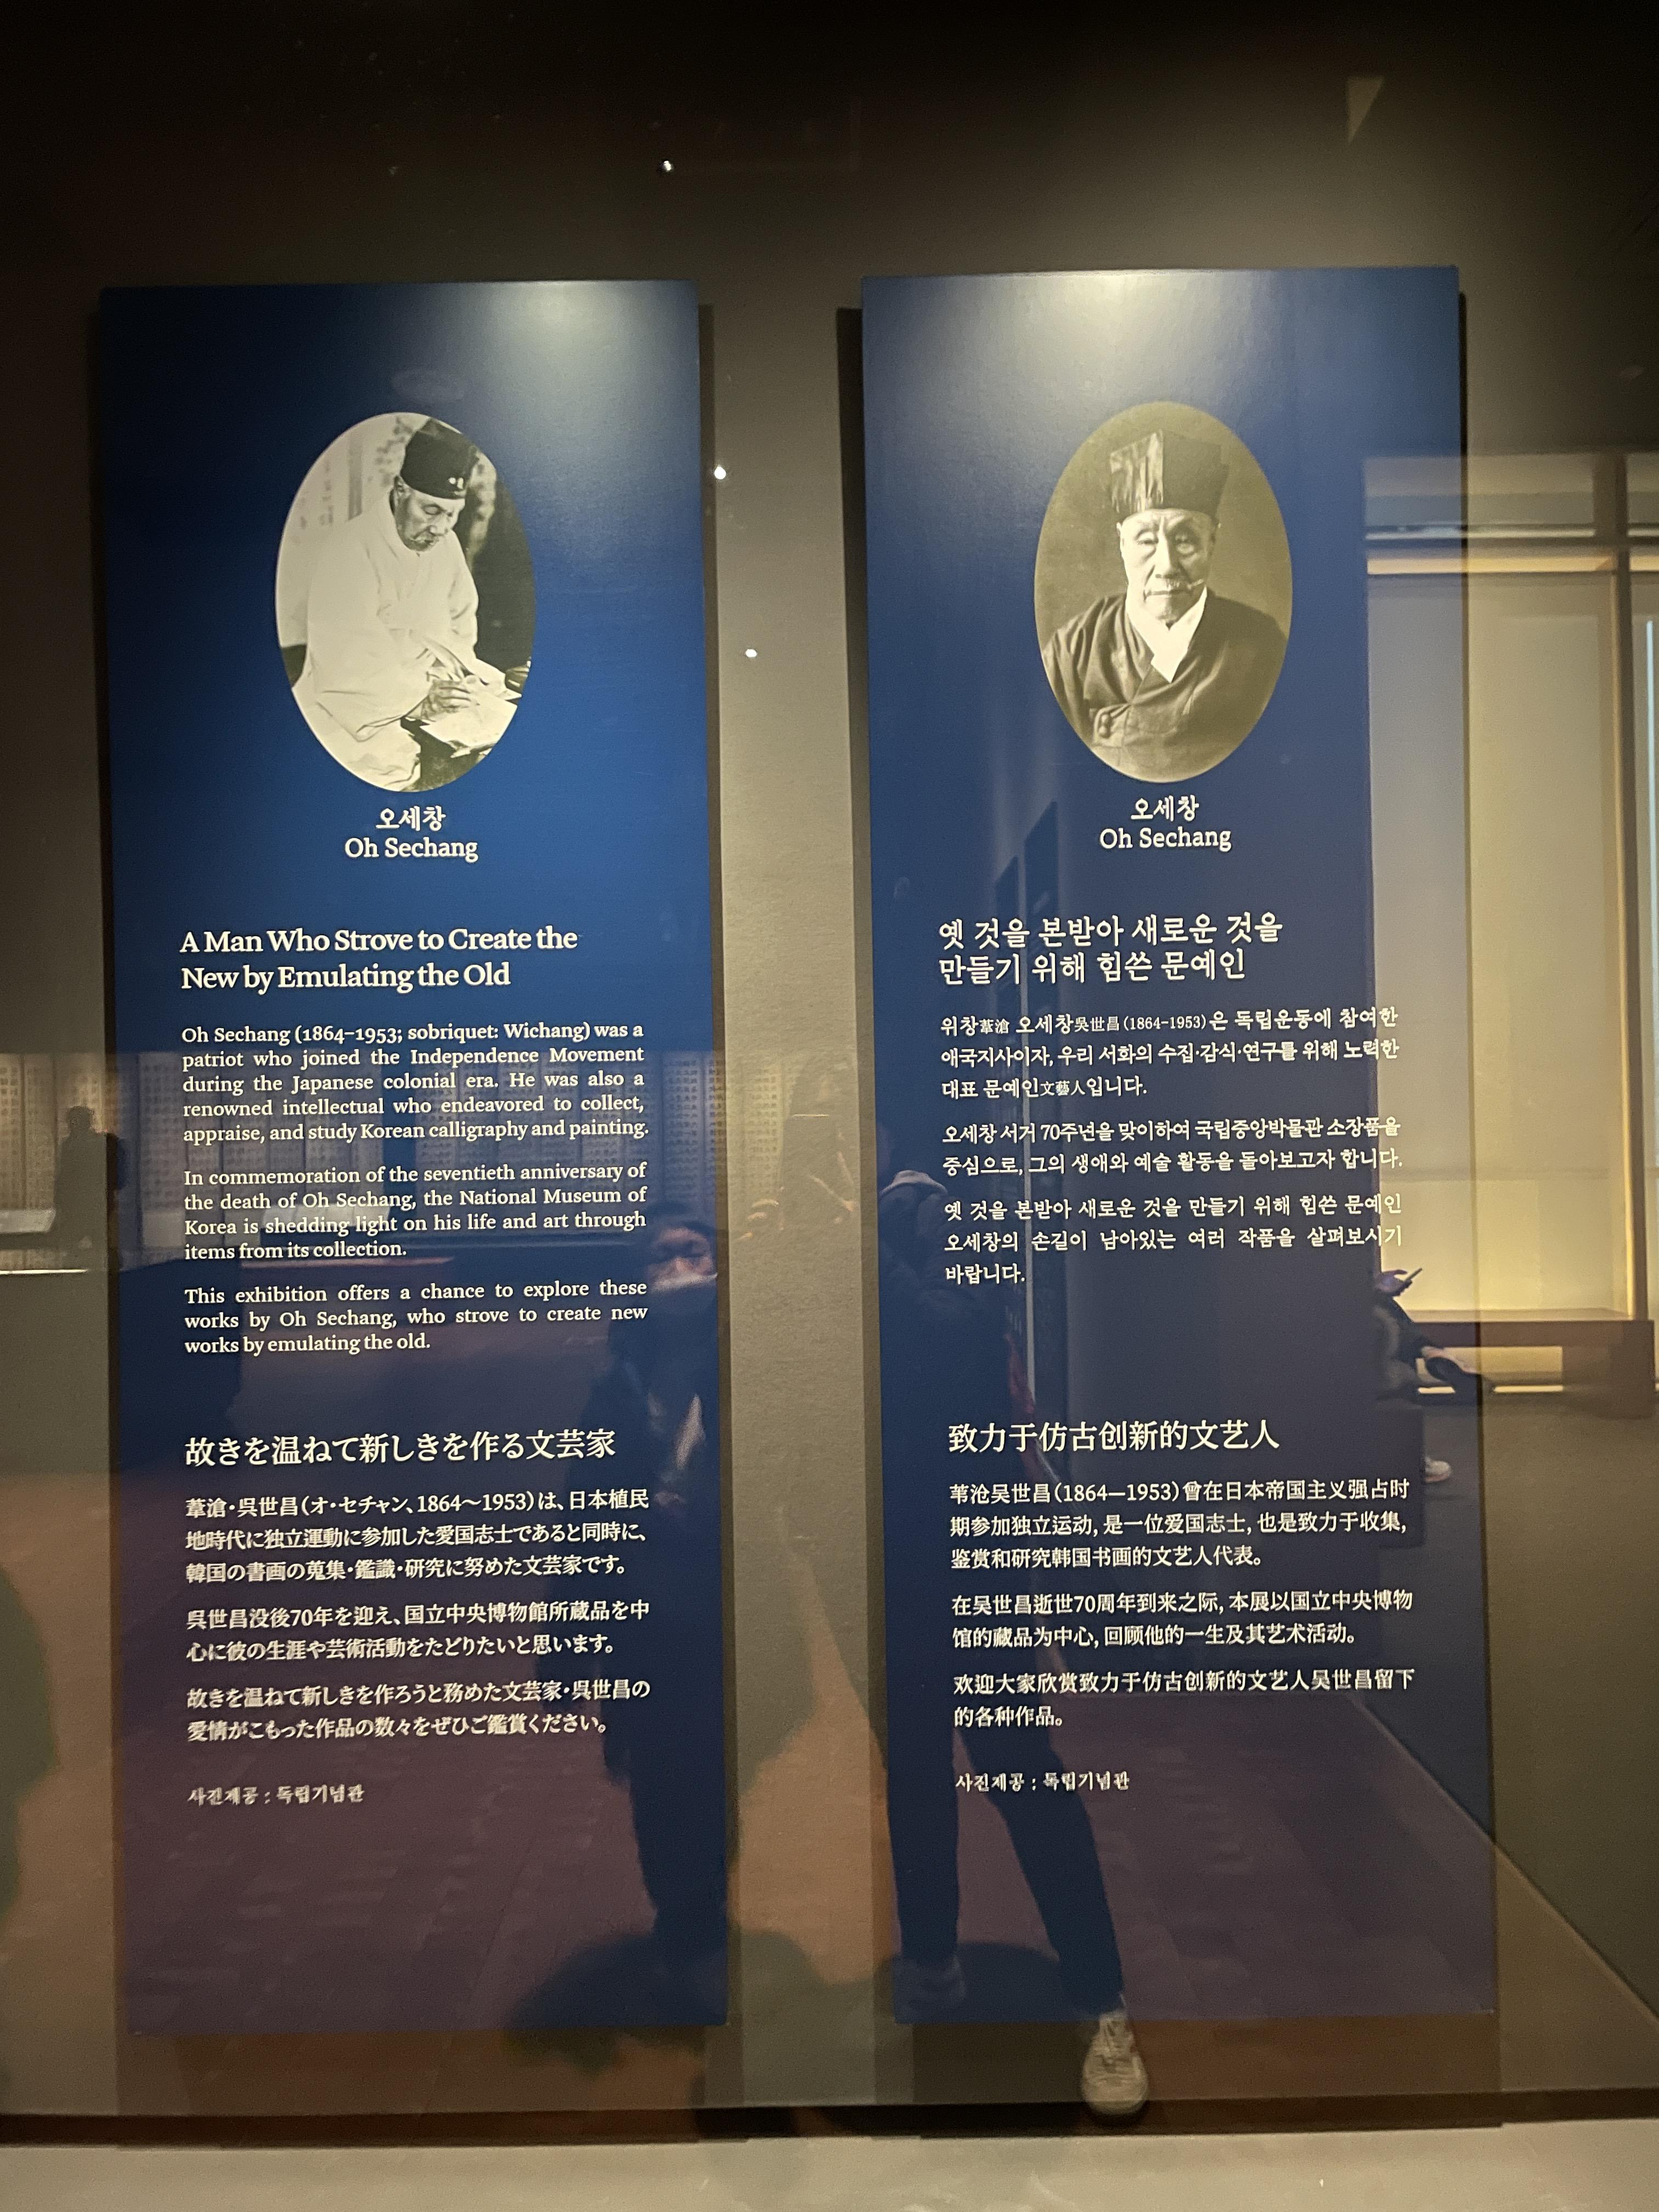 오세창
Oh Sechang
A Man Who Strove to Create the
New by Emulating the Old
Oh Sechang (1864–1953; sobriquet: Wichang) was a
patriot who joined the Independence Movement
during the Japanese colonial era. He was also a
renowned intellectual who endeavored to collect,
appraise, and study Korean calligraphy and painting.
In commemoration of the seventieth anniversary of
the death of Oh Sechang, the National Museum of
Korea is shedding light on his life and art through
items from its collection.
This exhibition offers a chance to explore these
works by Oh Sechang, who strove to create new
works by emulating the old.
故きを温ねて新しきを作る文芸家
葦滄・呉世昌（オ・セチャン、1864～1953）は、日本植民
地時代に独立運動に参加した愛国志士であると同時に、
韓国の書画の蒐集・鑑識・研究に努めた文芸家です。
呉世昌没後70年を迎え、国立中央博物館所蔵品を中
心に彼の生涯や芸術活動をたどりたいと思います。
故きを温ねて新しきを作ろうと務めた文芸家・呉世昌の
愛情がこもった作品の数々をぜひご鑑賞ください。
사진제공 : 독립기념관
오세창
Oh Sechang
옛 것을 본받아 새로운 것을
만들기 위해 힘쓴 문예인
위창葦滄 오세창吳世昌(1864-1953)은 독립운동에 참여한
애국지사이자, 우리 서화의 수집·감식·연구를 위해 노력한
대표 문예인文藝人입니다.
오세창 서거 70주년을 맞이하여 국립중앙박물관 소장품을
중심으로, 그의 생애와 예술 활동을 돌아보고자 합니다.
옛 것을 본받아 새로운 것을 만들기 위해 힘쓴 문예인
오세창의 손길이 남아있는 여러 작품을 살펴보시기
바랍니다.
致力于仿古创新的文艺人
苇沧吴世昌（1864—1953）曾在日本帝国主义强占时
期参加独立运动, 是一位爱国志士, 也是致力于收集,
鉴赏和研究韩国书画的文艺人代表。
在吴世昌逝世70周年到来之际, 本展以国立中央博物
馆的藏品为中心, 回顾他的一生及其艺术活动。
欢迎大家欣赏致力于仿古创新的文艺人吴世昌留下
的各种作品。
사진제공 : 독립기념관